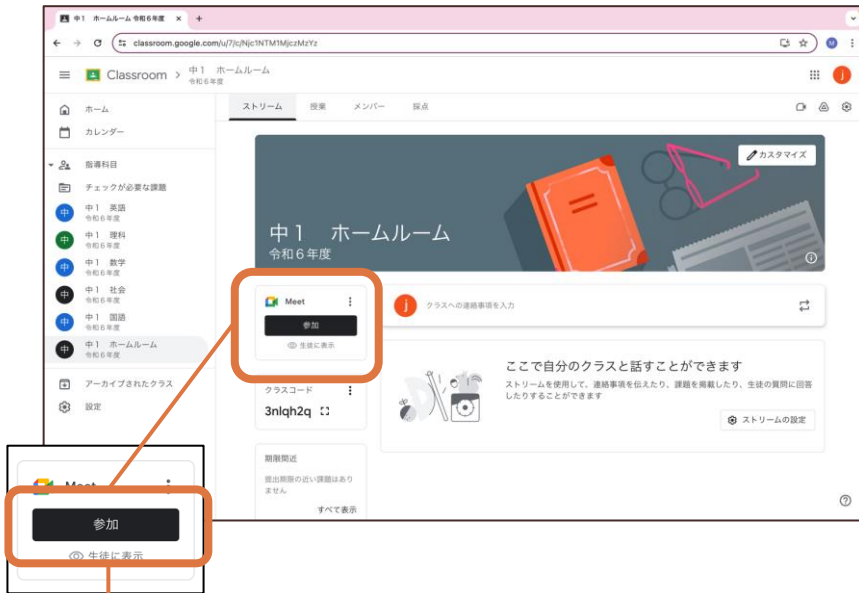 中1 ホームルーム 令和6年度
classroom.google.com/u/7/c/Njc1NTM1MjczMzYz
Classroom > 中1 ホームルーム
令和6年度
ホーム
カレンダー
指導科目
チェックが必要な課題
中 中1 英語
令和6年度
中 中1 理科
令和6年度
中 中1 数学
令和6年度
中 中1 社会
令和6年度
中 中1 国語
令和6年度
中 中1 ホームルーム
令和6年度
アーカイブされたクラス
設定
ストリーム 授業 メンバー 採点
カスタマイズ
中1 ホームルーム
令和6年度
Meet
参加
生徒に表示
クラスコード
3nlqh2q
期限間近
提出期限の近い課題はあり
ません
すべて表示
j クラスへの連絡事項を入力
ここで自分のクラスと話すことができます
ストリームを使用して、連絡事項を伝えたり、課題を掲載したり、生徒の質問に回答
したりすることができます
ストリームの設定
Meet
参加
生徒に表示